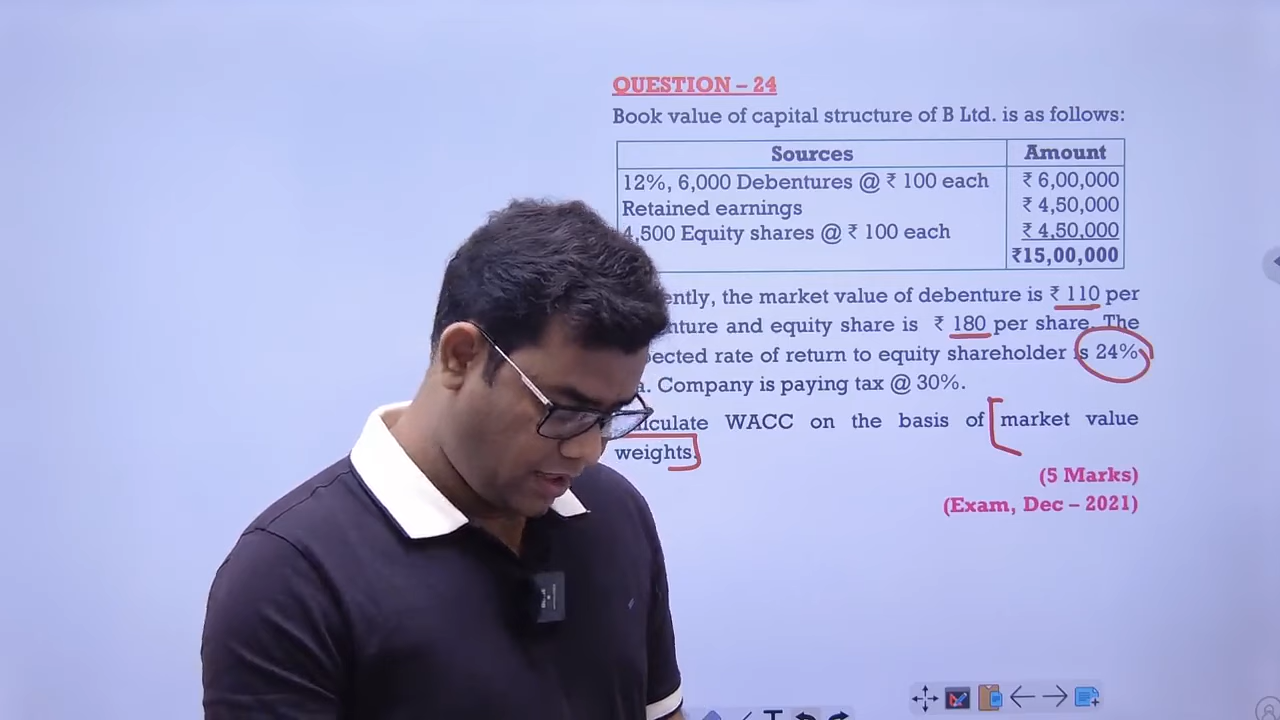 QUESTION – 24
Book value of capital structure of B Ltd. is as follows:
Sources Amount
12%, 6,000 Debentures @ ₹ 100 each ₹ 6,00,000
Retained earnings ₹ 4,50,000
4,500 Equity shares @ ₹ 100 each ₹ 4,50,000
₹15,00,000
the market value of debenture is ₹ 110 per
and equity share is ₹ 180 per share. The
rate of return to equity shareholder is 24%
Company is paying tax @ 30%.
WACC on the basis of market value
weights.
(5 Marks)
(Exam, Dec – 2021)